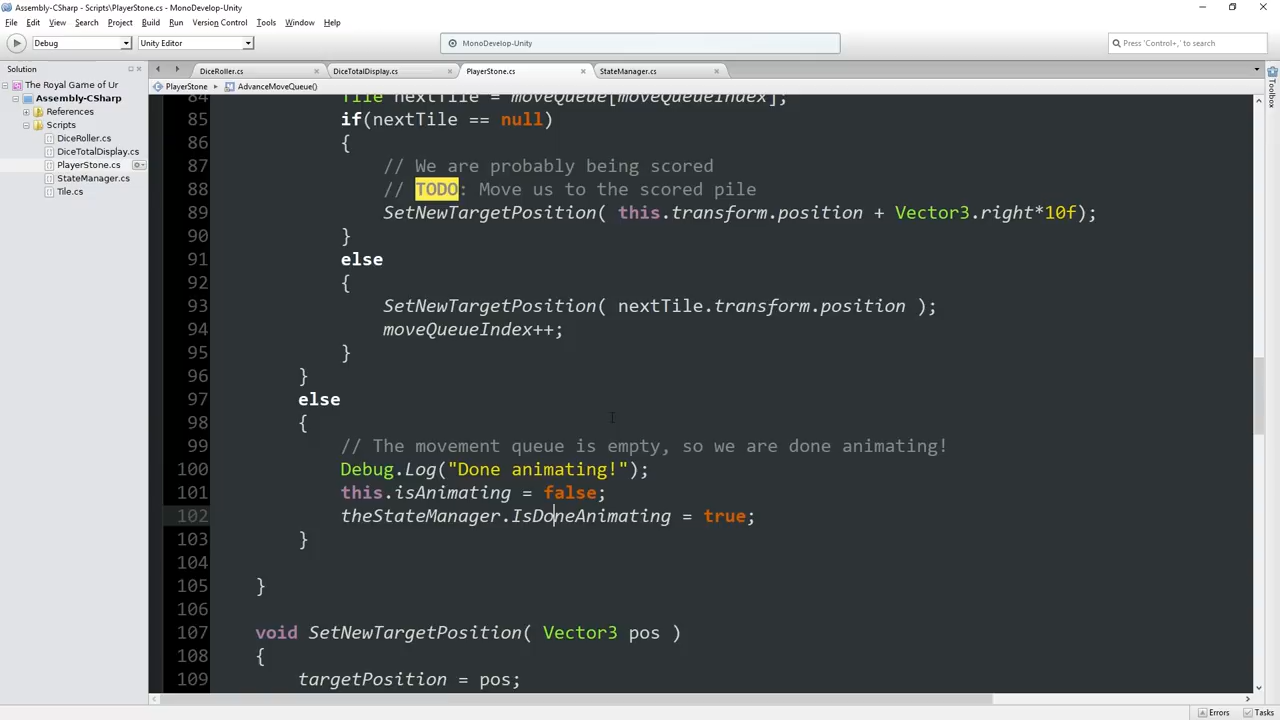 Assembly-CSharp - Scripts\PlayerStone.cs - MonoDevelop-Unity
File Edit View Search Project Build Run Version Control Tools Window Help
Debug Unity Editor MonoDevelop-Unity Press 'Control+,' to search
Solution DiceRoller.cs DiceTotalDisplay.cs PlayerStone.cs StateManager.cs
The Royal Game of Ur PlayerStone AdvanceMoveQueue()
Toolbox
Assembly-CSharp
References
Scripts
DiceRoller.cs
DiceTotalDisplay.cs
PlayerStone.cs
StateManager.cs
Tile.cs
84 Tile nextTile = moveQueue[moveQueueIndex];
85 if(nextTile == null)
86 {
87 // We are probably being scored
88 // TODO: Move us to the scored pile
89 SetNewTargetPosition( this.transform.position + Vector3.right*10f);
90 }
91 else
92 {
93 SetNewTargetPosition( nextTile.transform.position );
94 moveQueueIndex++;
95 }
96 }
97 else
98 {
99 // The movement queue is empty, so we are done animating!
100 Debug.Log("Done animating!");
101 this.isAnimating = false;
102 theStateManager.IsDoneAnimating = true;
103 }
104
105 }
106
107 void SetNewTargetPosition( Vector3 pos )
108 {
109 targetPosition = pos;
Errors Tasks